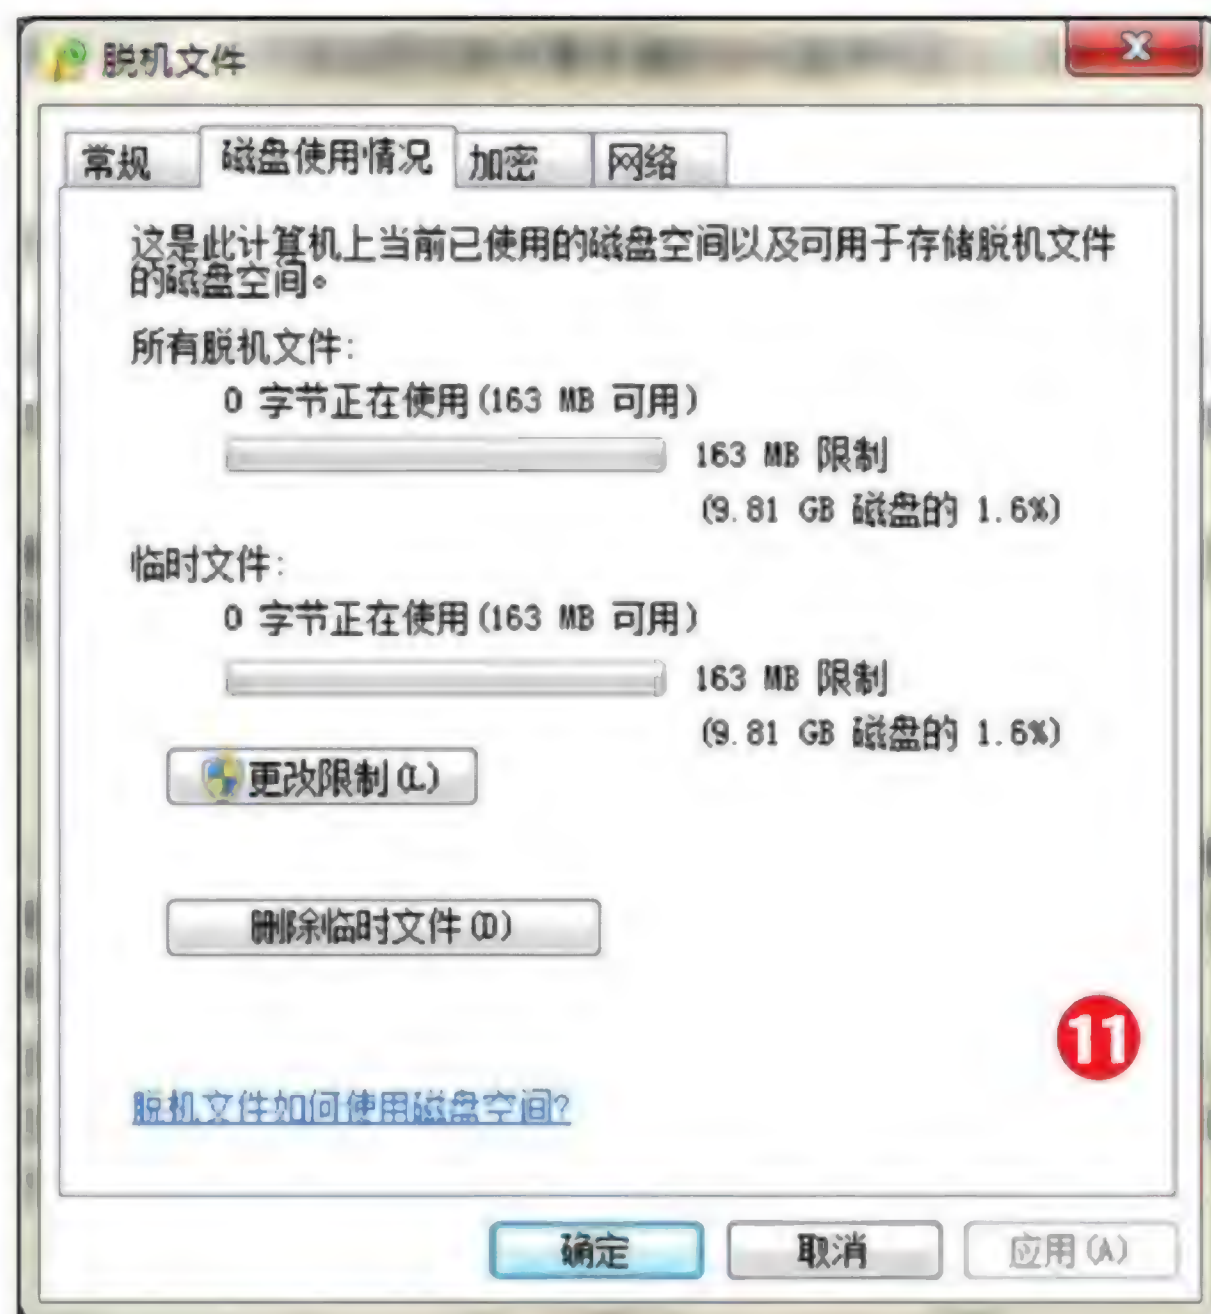 脱机文件
常规 磁盘使用情况 加密 网络
这是此计算机上当前已使用的磁盘空间以及可用于存储脱机文件
的磁盘空间。
所有脱机文件:
0 字节正在使用(163 MB 可用)
163 MB 限制
(9.81 GB 磁盘的 1.6%)
临时文件:
0 字节正在使用(163 MB 可用)
163 MB 限制
(9.81 GB 磁盘的 1.6%)
更改限制(L)
删除临时文件(D)
11
脱机文件如何使用磁盘空间?
确定 取消 应用(A)